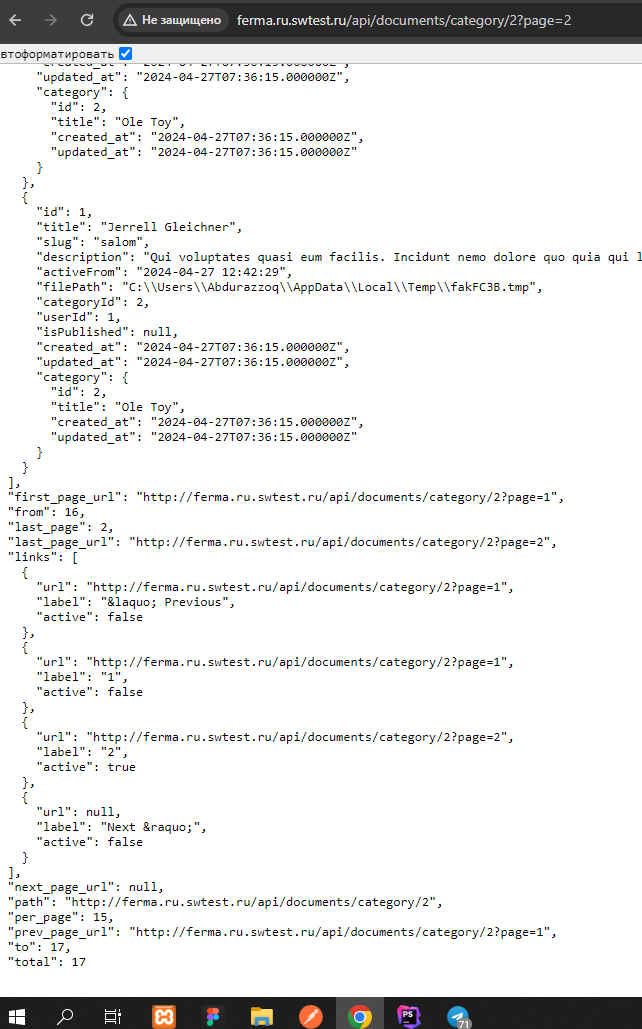 Не защищено ferma.ru.swtest.ru/api/documents/category/2?page=2
втоформатировать
"updated_at": "2024-04-27T07:36:15.000000Z",
"category": {
"id": 2,
"title": "Ole Toy",
"created_at": "2024-04-27T07:36:15.000000Z",
"updated_at": "2024-04-27T07:36:15.000000Z"
}
},
{
"id": 1,
"title": "Jerrell Gleichner",
"slug": "salom",
"description": "Qui voluptates quasi eum facilis. Incidunt nemo dolore quo quia qui
"activeFrom": "2024-04-27 12:42:29",
"filePath": "C:\\Users\\Abdurazzoq\\AppData\\Local\\Temp\\fakFC3B.tmp",
"categoryId": 2,
"userId": 1,
"isPublished": null,
"created_at": "2024-04-27T07:36:15.000000Z",
"updated_at": "2024-04-27T07:36:15.000000Z",
"category": {
"id": 2,
"title": "Ole Toy",
"created_at": "2024-04-27T07:36:15.000000Z",
"updated_at": "2024-04-27T07:36:15.000000Z"
}
}
],
"first_page_url": "http://ferma.ru.swtest.ru/api/documents/category/2?page=1",
"from": 16,
"last_page": 2,
"last_page_url": "http://ferma.ru.swtest.ru/api/documents/category/2?page=2",
"links": [
{
"url": "http://ferma.ru.swtest.ru/api/documents/category/2?page=1",
"label": "&laquo; Previous",
"active": false
},
{
"url": "http://ferma.ru.swtest.ru/api/documents/category/2?page=1",
"label": "1",
"active": false
},
{
"url": "http://ferma.ru.swtest.ru/api/documents/category/2?page=2",
"label": "2",
"active": true
},
{
"url": null,
"label": "Next &raquo;",
"active": false
}
],
"next_page_url": null,
"path": "http://ferma.ru.swtest.ru/api/documents/category/2",
"per_page": 15,
"prev_page_url": "http://ferma.ru.swtest.ru/api/documents/category/2?page=1",
"to": 17,
"total": 17
PS
71